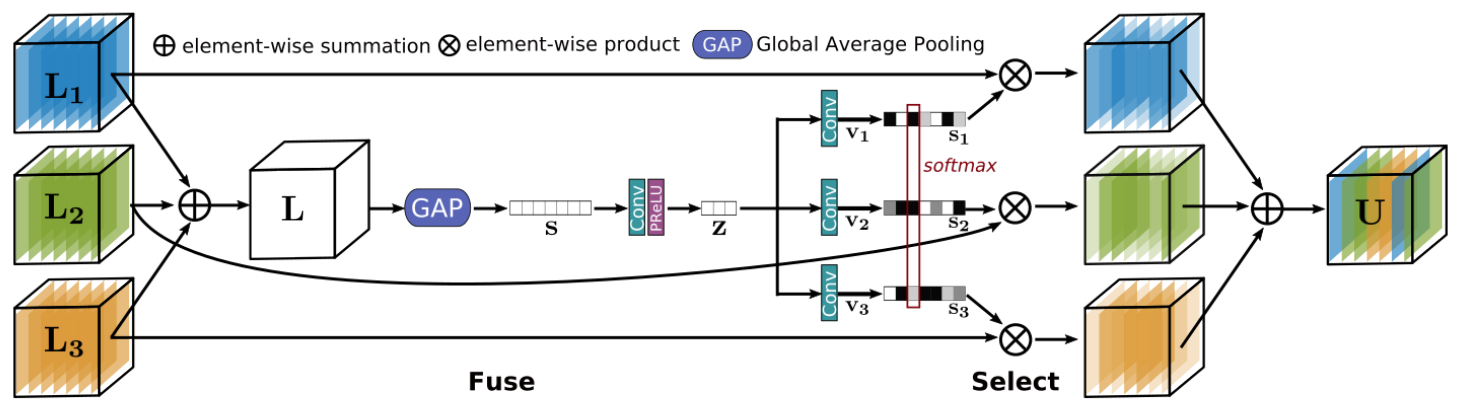 ⊕ element-wise summation ⊗ element-wise product GAP Global Average Pooling
L₁
Conv
v₁
s₁
softmax
L₂
L
GAP
s
Conv
PReLU
z
Conv
v₂
s₂
U
L₃
Conv
v₃
s₃
Fuse
Select